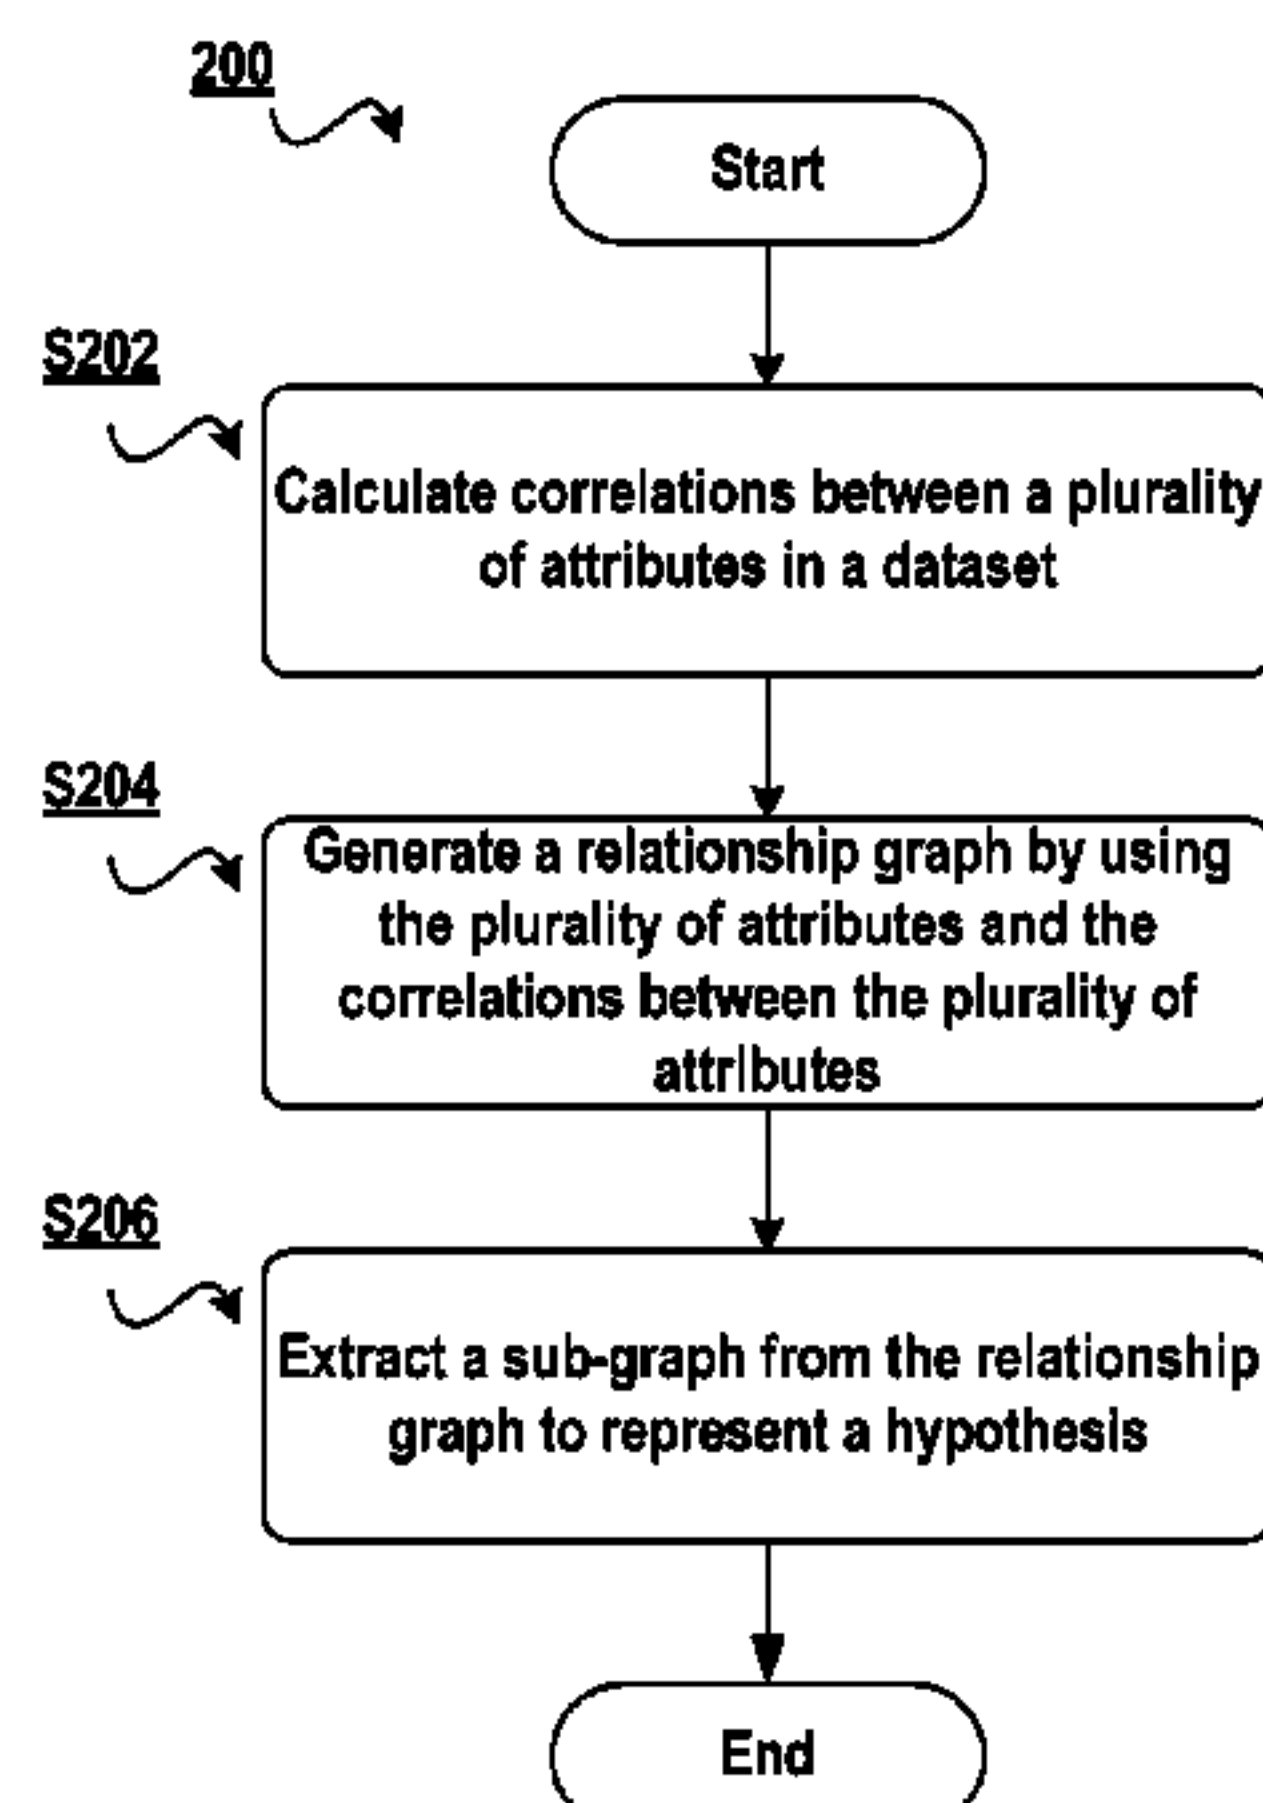 200
Start
S202
Calculate correlations between a plurality
of attributes in a dataset
S204
Generate a relationship graph by using
the plurality of attributes and the
correlations between the plurality of
attributes
S206
Extract a sub-graph from the relationship
graph to represent a hypothesis
End